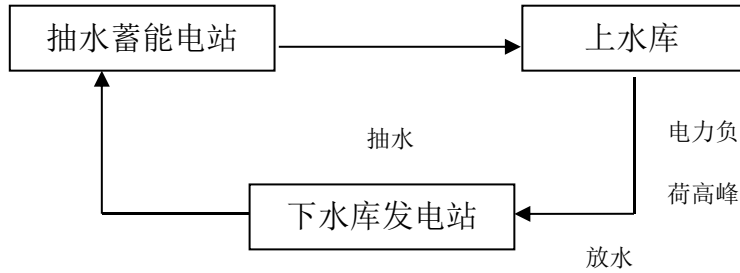 抽水蓄能电站
上水库
抽水
电力负
荷高峰
下水库发电站
放水